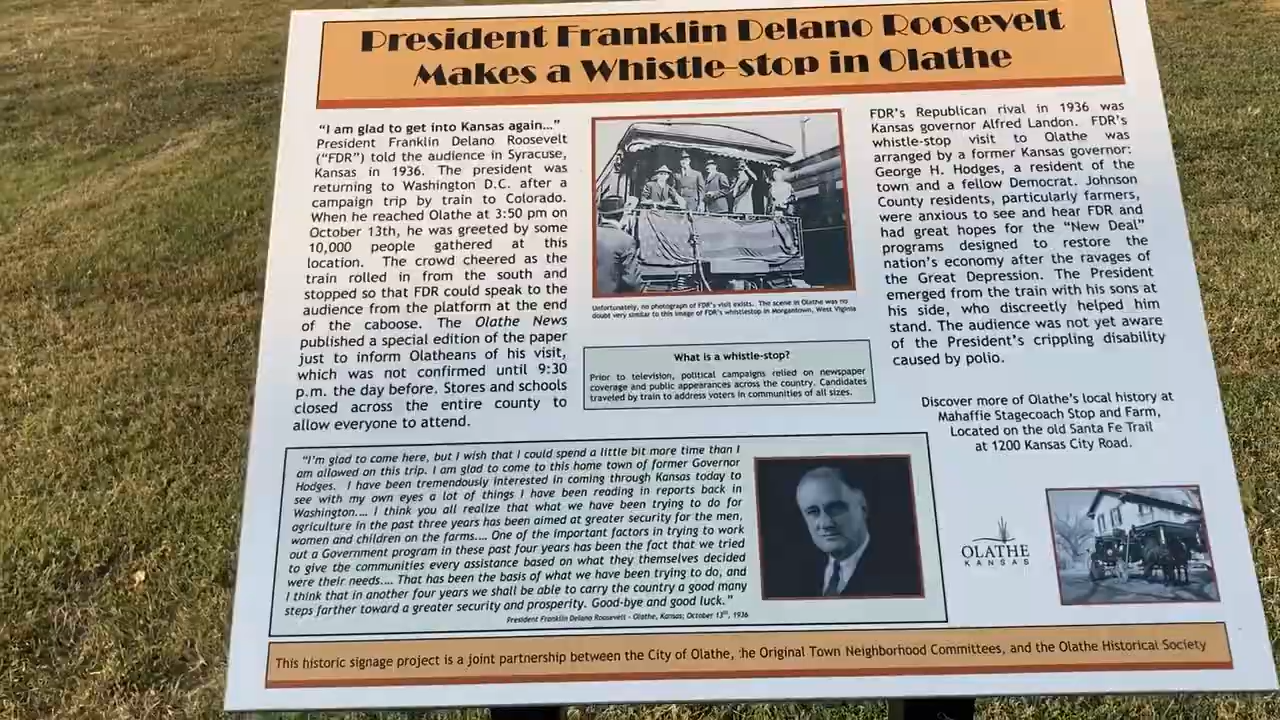 President Franklin Delano Roosevelt
Makes a Whistle-stop in Olathe
"I am glad to get into Kansas again..."
President Franklin Delano Roosevelt
("FDR") told the audience in Syracuse,
Kansas in 1936. The president was
returning to Washington D.C. after a
campaign trip by train to Colorado.
When he reached Olathe at 3:50 pm on
October 13th, he was greeted by some
10,000 people gathered at this
location. The crowd cheered as the
train rolled in from the south and
stopped so that FDR could speak to the
audience from the platform at the end
of the caboose. The Olathe News
published a special edition of the paper
just to inform Olatheans of his visit,
which was not confirmed until 9:30
p.m. the day before. Stores and schools
closed across the entire county to
allow everyone to attend.
Unfortunately, no photograph of FDR's visit exists. The scene in Olathe was no
doubt very similar to this image of FDR's whistlestop in Morgantown, West Viginia
What is a whistle-stop?
Prior to television, political campaigns relied on newspaper
coverage and public appearances across the country. Candidates
traveled by train to address voters in communities of all sizes.
FDR's Republican rival in 1936 was
Kansas governor Alfred Landon. FDR's
whistle-stop visit to Olathe was
arranged by a former Kansas governor:
George H. Hodges, a resident of the
town and a fellow Democrat. Johnson
County residents, particularly farmers,
were anxious to see and hear FDR and
had great hopes for the "New Deal"
programs designed to restore the
nation's economy after the ravages of
the Great Depression. The President
emerged from the train with his sons at
his side, who discreetly helped him
stand. The audience was not yet aware
of the President's crippling disability
caused by polio.
Discover more of Olathe's local history at
Mahaffie Stagecoach Stop and Farm,
Located on the old Santa Fe Trail
at 1200 Kansas City Road.
"I'm glad to come here, but I wish that I could spend a little bit more time than I
am allowed on this trip. I am glad to come to this home town of former Governor
Hodges. I have been tremendously interested in coming through Kansas today to
see with my own eyes a lot of things I have been reading in reports back in
Washington.... I think you all realize that what we have been trying to do for
agriculture in the past three years has been aimed at greater security for the men,
women and children on the farms.... One of the important factors in trying to work
out a Government program in these past four years has been the fact that we tried
to give the communities every assistance based on what they themselves decided
were their needs.... That has been the basis of what we have been trying to do, and
I think that in another four years we shall be able to carry the country a good many
steps farther toward a greater security and prosperity. Good-bye and good luck."
President Franklin Delano Roosevelt - Olathe, Kansas; October 13th, 1936
OLATHE
KANSAS
This historic signage project is a joint partnership between the City of Olathe, the Original Town Neighborhood Committees, and the Olathe Historical Society